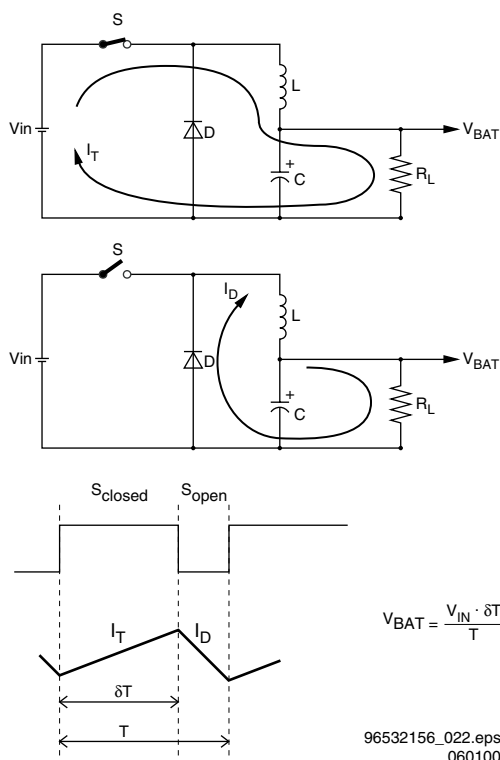 S
L
Vin
D
V_BAT
I_T
+
C
R_L
S
I_D
L
Vin
D
V_BAT
+
C
R_L
S_closed S_open
V_BAT = V_IN · δT / T
I_T I_D
δT
T
96532156_022.eps
060100